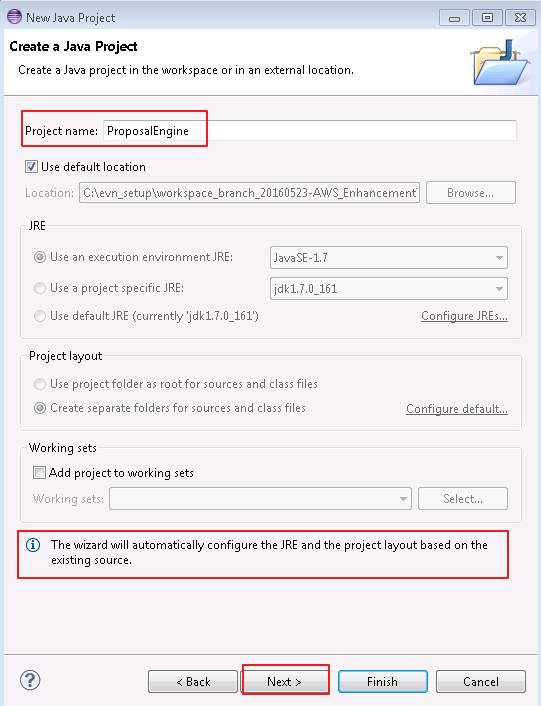 New Java Project
Create a Java Project
Create a Java project in the workspace or in an external location.
Project name: ProposalEngine
Use default location
Location: C:\evn_setup\workspace_branch_20160523-AWS_Enhancement Browse...
JRE
Use an execution environment JRE: JavaSE-1.7
Use a project specific JRE: jdk1.7.0_161
Use default JRE (currently 'jdk1.7.0_161') Configure JREs...
Project layout
Use project folder as root for sources and class files
Create separate folders for sources and class files Configure default...
Working sets
Add project to working sets
Working sets: Select...
The wizard will automatically configure the JRE and the project layout based on the
existing source.
? < Back Next > Finish Cancel